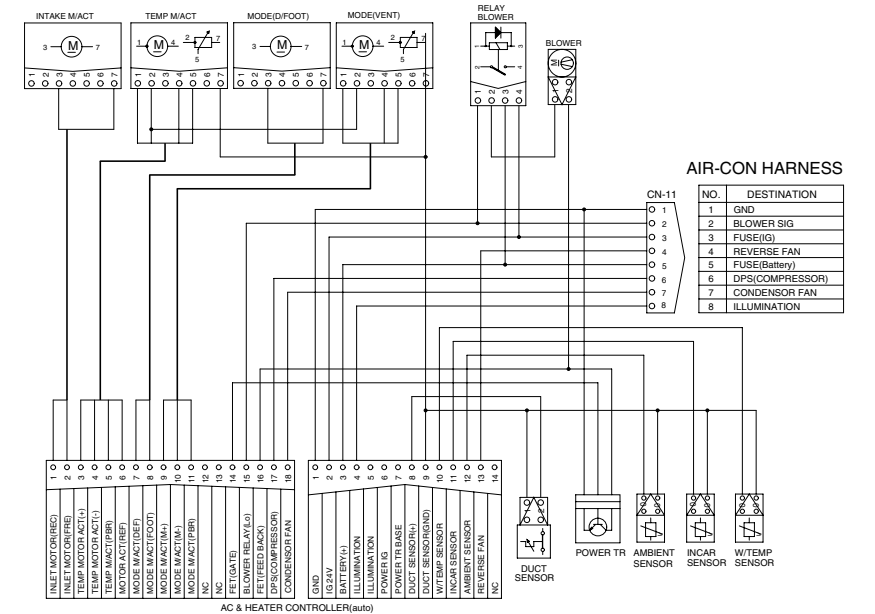 INTAKE M/ACT
TEMP M/ACT
MODE(D/FOOT)
MODE(VENT)
RELAY
BLOWER
BLOWER
3 M 7
1 M 4 2 7
5
3 M 7
1 M 4 2 7
5
1 3
2 4
M
1 2 3 4 5 6 7
1 2 3 4 5 6 7
1 2 3 4 5 6 7
1 2 3 4 5 6 7
1 2 3 4
1 2
AIR-CON HARNESS
CN-11
1
2
3
4
5
6
7
8
NO. DESTINATION
1 GND
2 BLOWER SIG
3 FUSE(IG)
4 REVERSE FAN
5 FUSE(Battery)
6 DPS(COMPRESSOR)
7 CONDENSOR FAN
8 ILLUMINATION
1 2 3 4 5 6 7 8 9 10 11 12 13 14 15 16 17 18
1 2 3 4 5 6 7 8 9 10 11 12 13 14
INLET MOTOR(REC)
INLET MOTOR(FRE)
TEMP MOTOR ACT(+)
TEMP MOTOR ACT(-)
TEMP M/ACT(PBR)
MOTOR ACT(REF)
MODE M/ACT(DEF)
MODE M/ACT(FOOT)
MODE M/ACT(M+)
MODE M/ACT(M-)
MODE M/ACT(PBR)
NC
NC
FET(GATE)
BLOWER RELAY(Lo)
FET(FEED BACK)
DPS(COMPRESSOR)
CONDENSOR FAN
GND
IG 24V
BATTERY(+)
ILLUMINATION
ILLUMINATION
POWER IG
POWER TR BASE
DUCT SENSOR(+)
DUCT SENSOR(GND)
W/TEMP SENSOR
INCAR SENSOR
AMBIENT SENSOR
REVERSE FAN
NC
DUCT
SENSOR
POWER TR
AMBIENT
SENSOR
INCAR
SENSOR
W/TEMP
SENSOR
AC & HEATER CONTROLLER(auto)